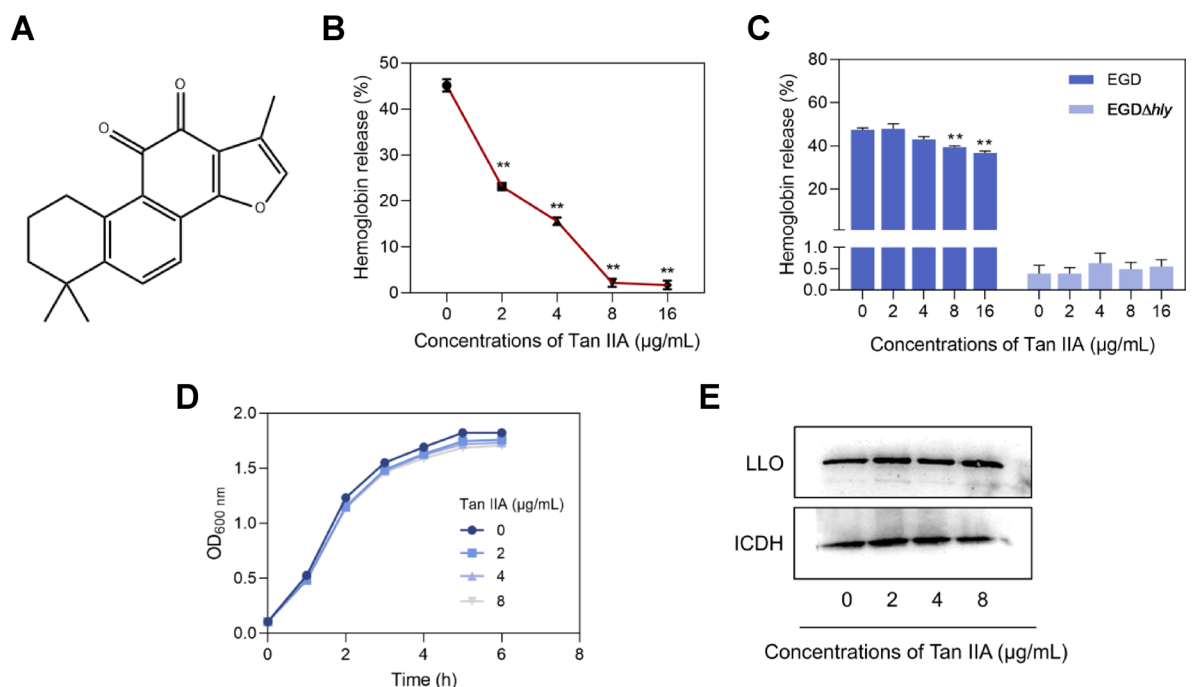 A
O
O
O
B
Hemoglobin release (%)
50
40
30
20
10
0
**
**
**
**
0 2 4 8 16
Concentrations of Tan IIA (μg/mL)
C
Hemoglobin release (%)
80
60
40
20
1.0
0.5
0.0
** **
EGD
EGDΔhly
0 2 4 8 16 0 2 4 8 16
Concentrations of Tan IIA (μg/mL)
D
OD600 nm
2.0
1.5
1.0
0.5
0.0
Tan IIA (μg/mL)
0
2
4
8
0 2 4 6 8
Time (h)
E
LLO
ICDH
0 2 4 8
Concentrations of Tan IIA (μg/mL)